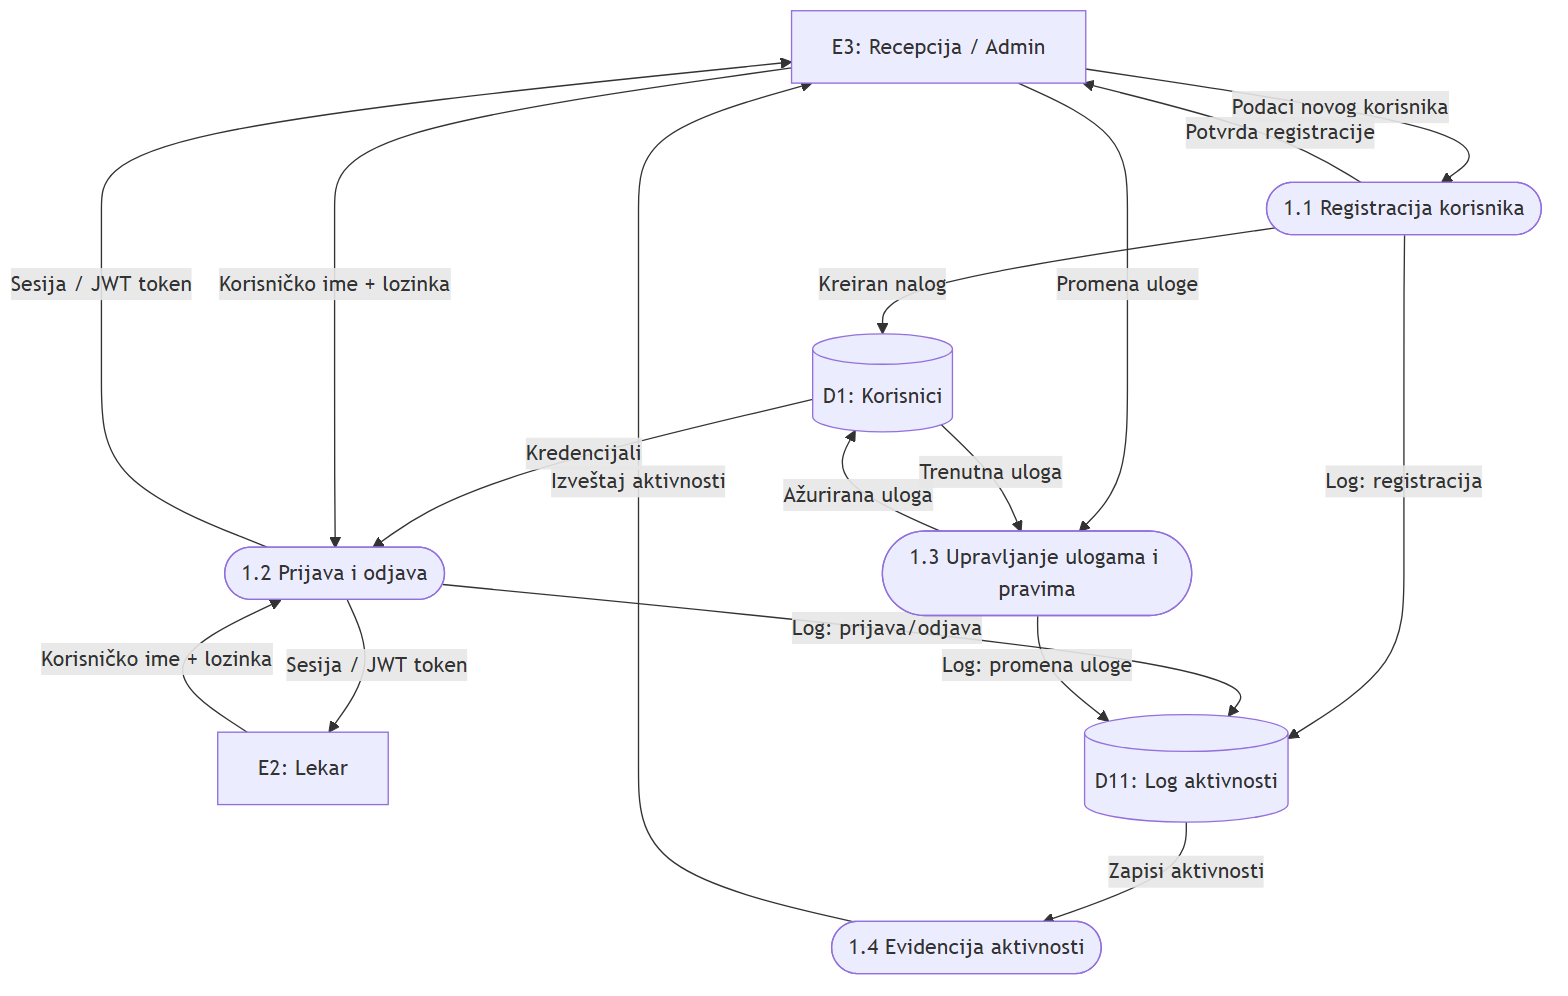 E3: Recepcija / Admin
Podaci novog korisnika
Potvrda registracije
1.1 Registracija korisnika
Sesija / JWT token
Korisničko ime + lozinka
Kreiran nalog
Promena uloge
D1: Korisnici
Kredencijali
Trenutna uloga
Izveštaj aktivnosti
Log: registracija
Ažurirana uloga
1.2 Prijava i odjava
1.3 Upravljanje ulogama i
pravima
Log: prijava/odjava
Korisničko ime + lozinka
Sesija / JWT token
Log: promena uloge
E2: Lekar
D11: Log aktivnosti
Zapisi aktivnosti
1.4 Evidencija aktivnosti